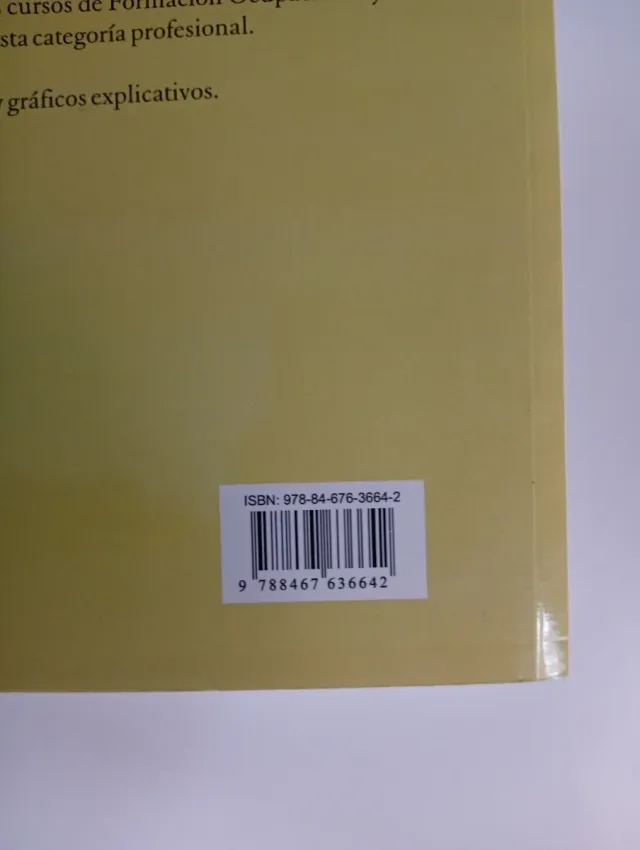 cursos de Formación
sta categoría profesional.
y gráficos explicativos.
ISBN: 978-84-676-3664-2
9 788467 636642